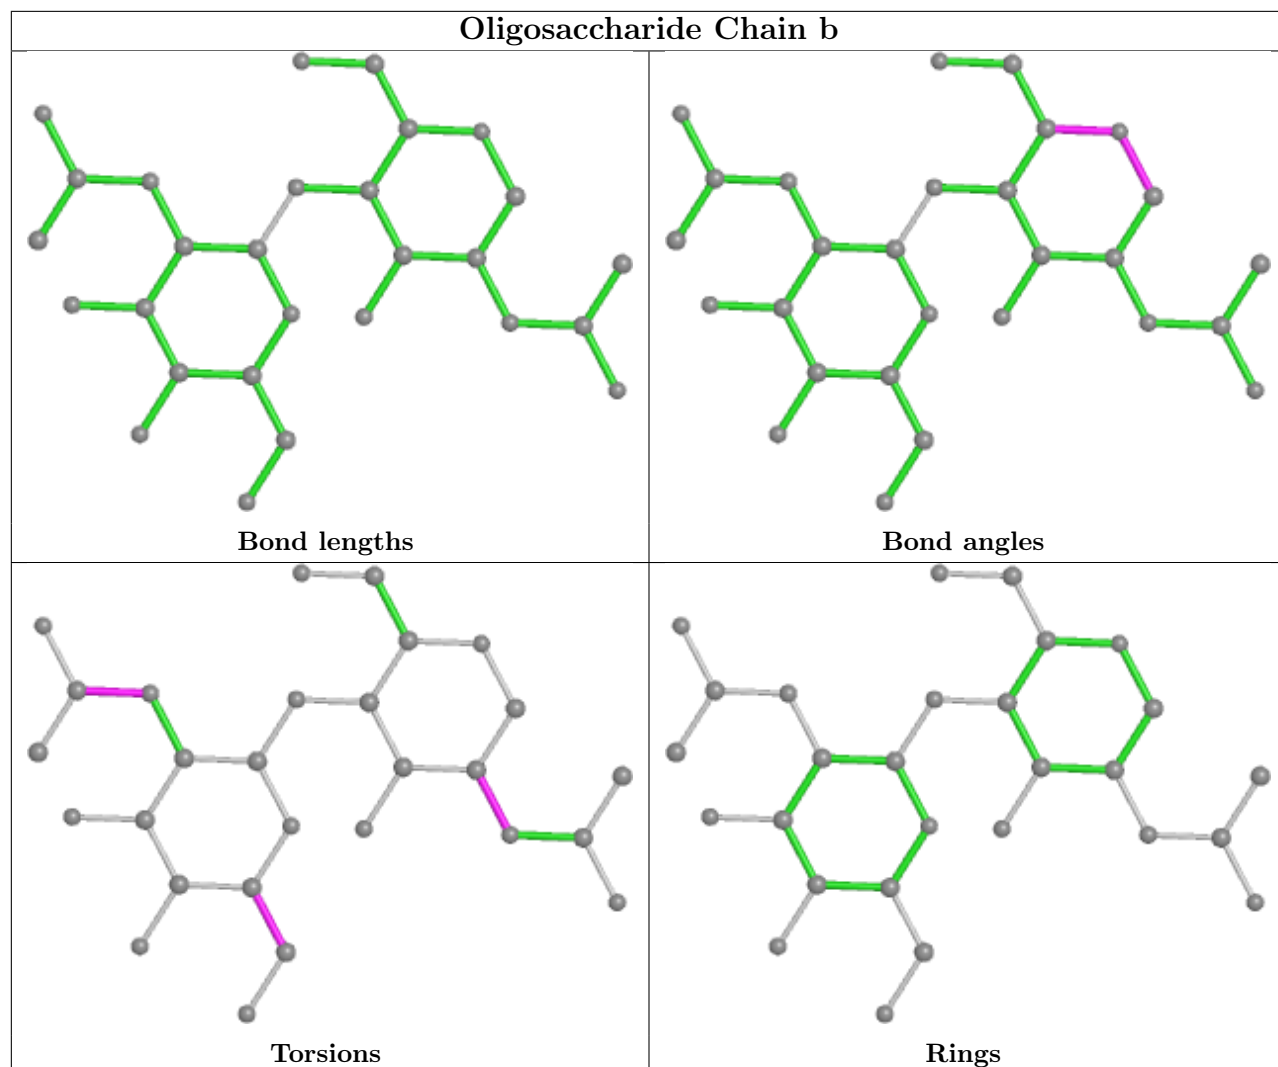 Oligosaccharide Chain b
Bond lengths
Bond angles
Torsions
Rings